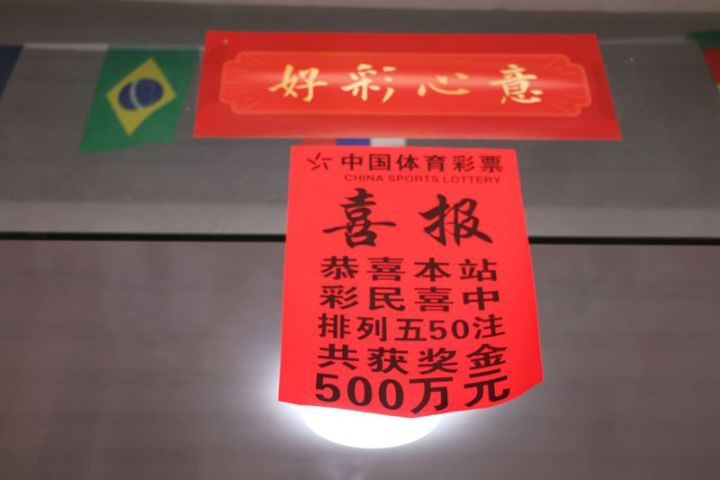 好彩心意
中国体育彩票
CHINA SPORTS LOTTERY
喜报
恭喜本站
彩民喜中
排列五50注
共获奖金
500万元